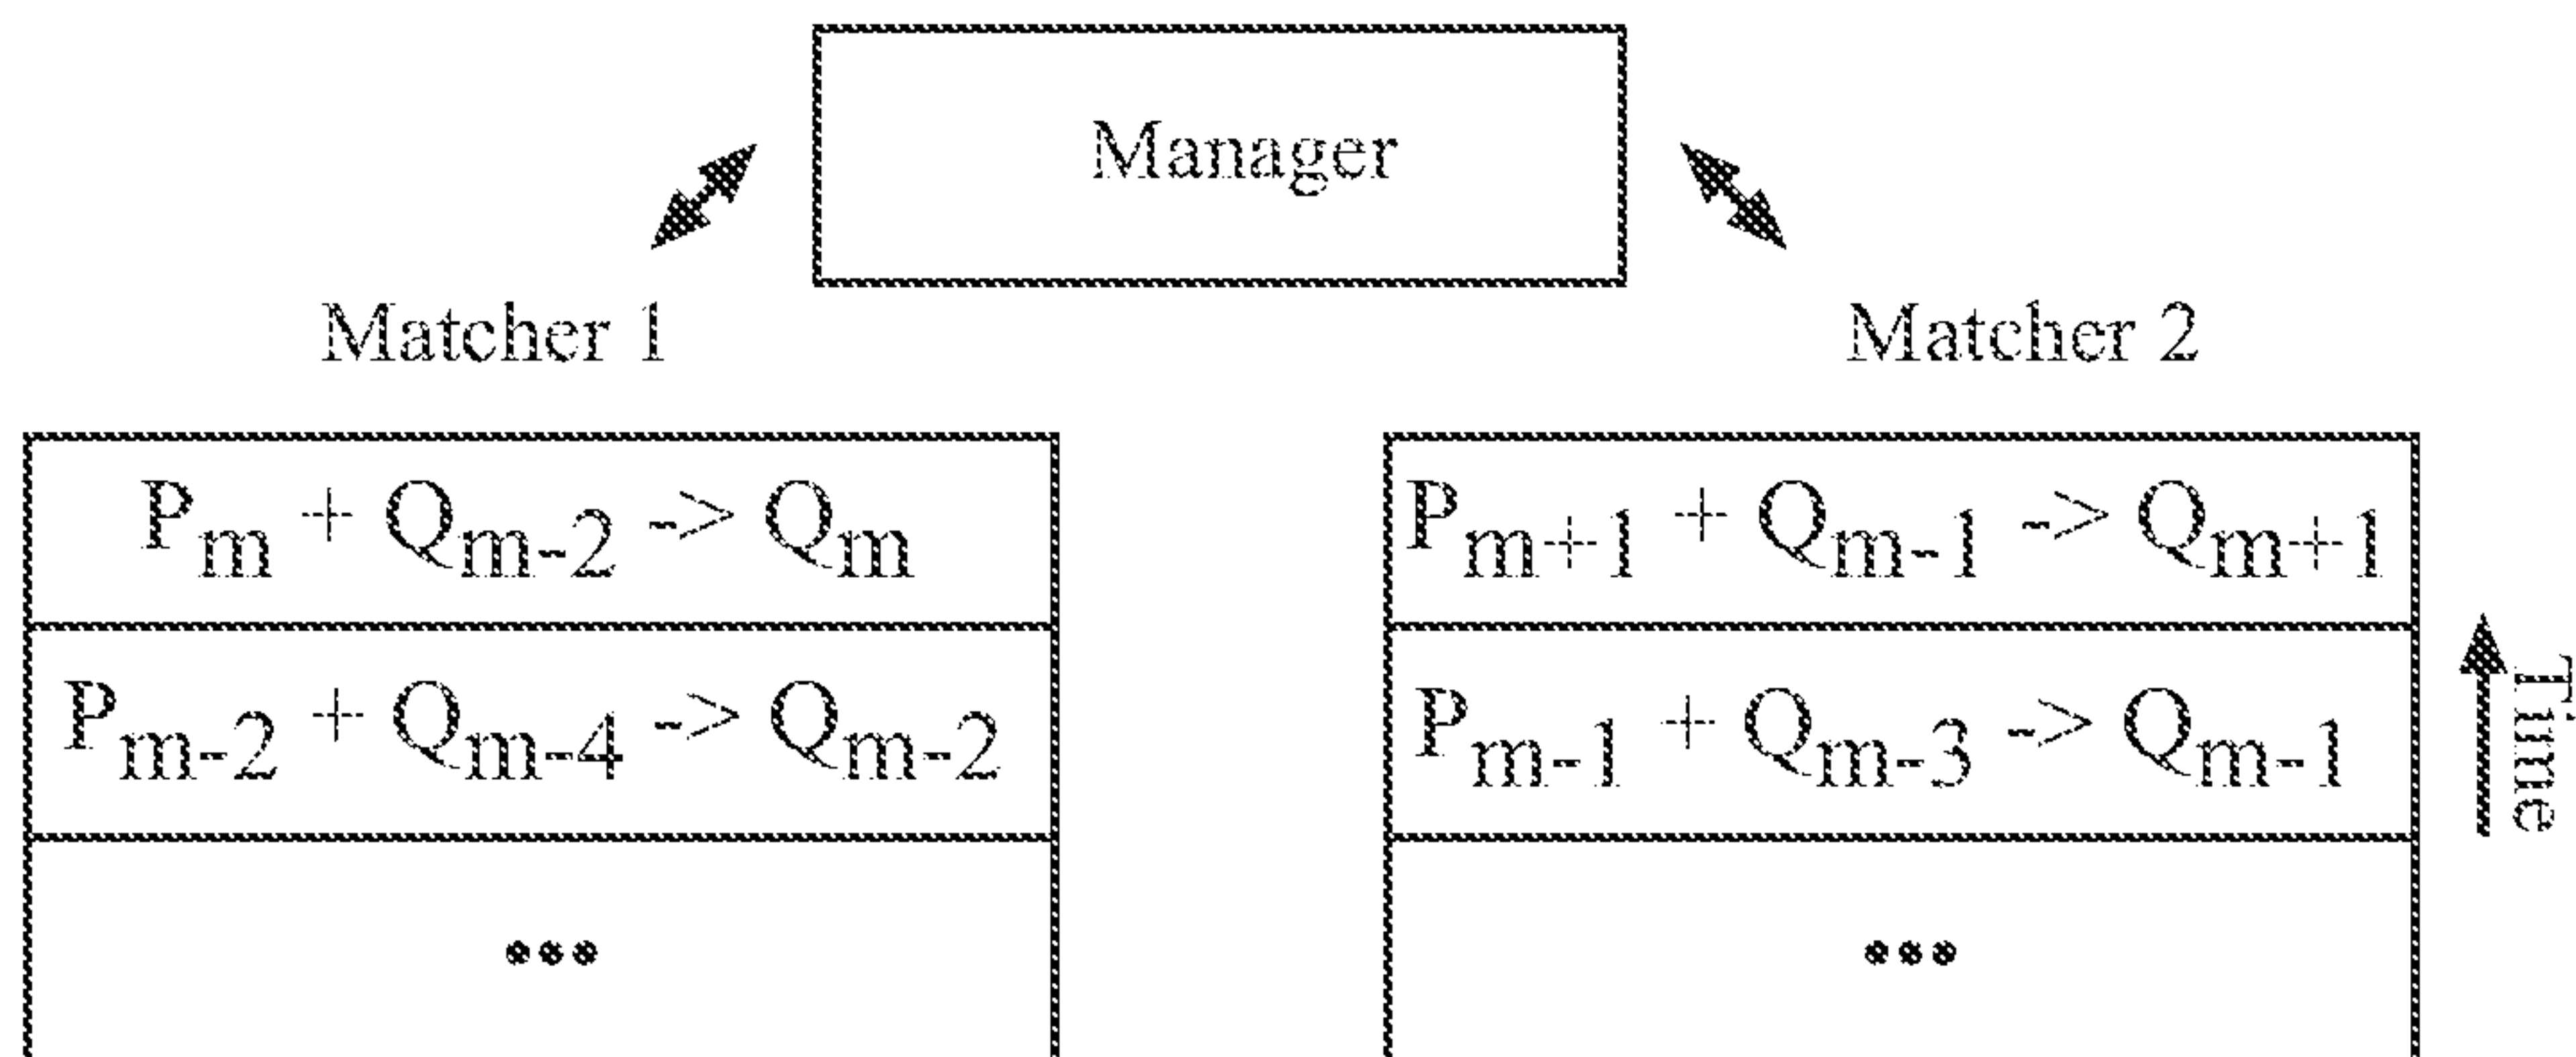 Manager
Matcher 1
Matcher 2
Pm + Qm-2 -> Qm
Pm+1 + Qm-1 -> Qm+1
Pm-2 + Qm-4 -> Qm-2
Pm-1 + Qm-3 -> Qm-1
Time
•••
•••